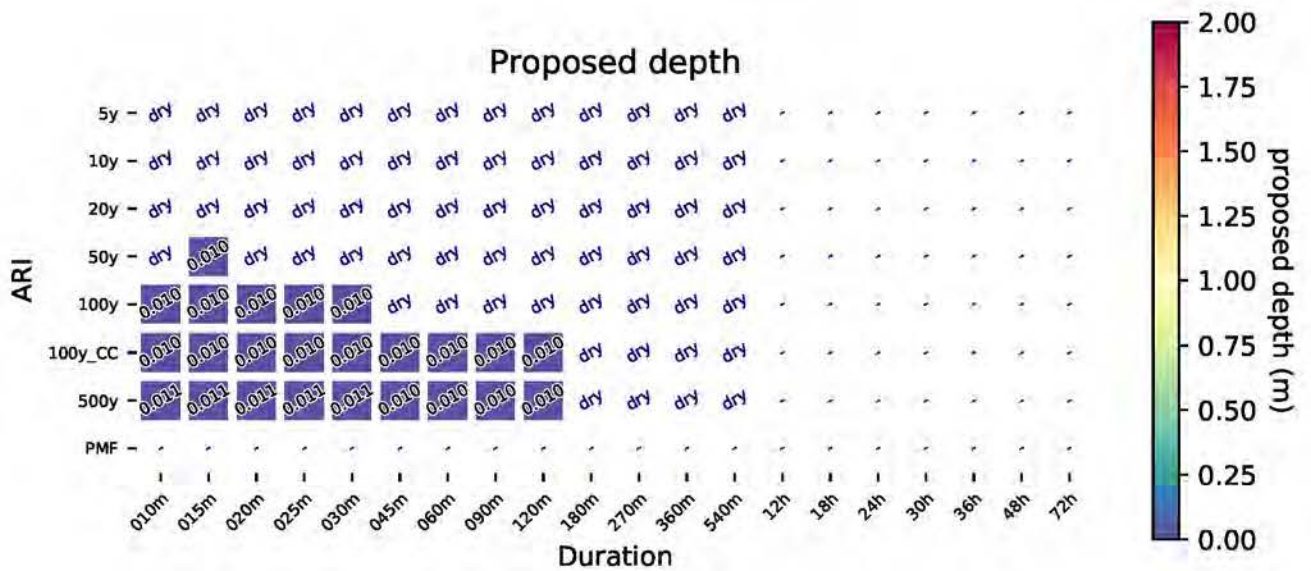 Proposed depth
5y dry dry dry dry dry dry dry dry dry dry dry dry dry - - - - - - -
10y dry dry dry dry dry dry dry dry dry dry dry dry dry - - - - - - -
20y dry dry dry dry dry dry dry dry dry dry dry dry dry - - - - - - -
50y dry 0.010 dry dry dry dry dry dry dry dry dry dry dry - - - - - - -
100y 0.010 0.010 0.010 0.010 0.010 dry dry dry dry dry dry dry dry - - - - - - -
100y_CC 0.010 0.010 0.010 0.010 0.010 0.010 0.010 0.010 0.010 dry dry dry dry - - - - - - -
500y 0.011 0.011 0.011 0.011 0.011 0.010 0.010 0.010 0.010 dry dry dry dry - - - - - - -
PMF - - - - - - - - - - - - - - - - - - - -
010m 015m 020m 025m 030m 045m 060m 090m 120m 180m 270m 360m 540m 12h 18h 24h 30h 36h 48h 72h
Duration
ARI
2.00
1.75
1.50
1.25
1.00
0.75
0.50
0.25
0.00
proposed depth (m)